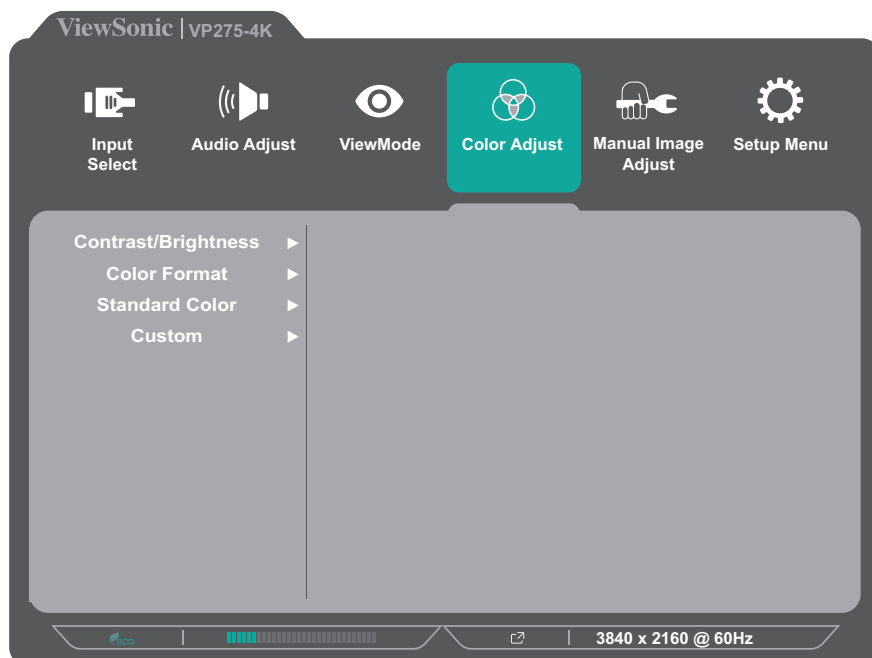 ViewSonic | VP275-4K
Input Select
Audio Adjust
ViewMode
Color Adjust
Manual Image Adjust
Setup Menu
Contrast/Brightness
Color Format
Standard Color
Custom
eco
3840 x 2160 @ 60Hz